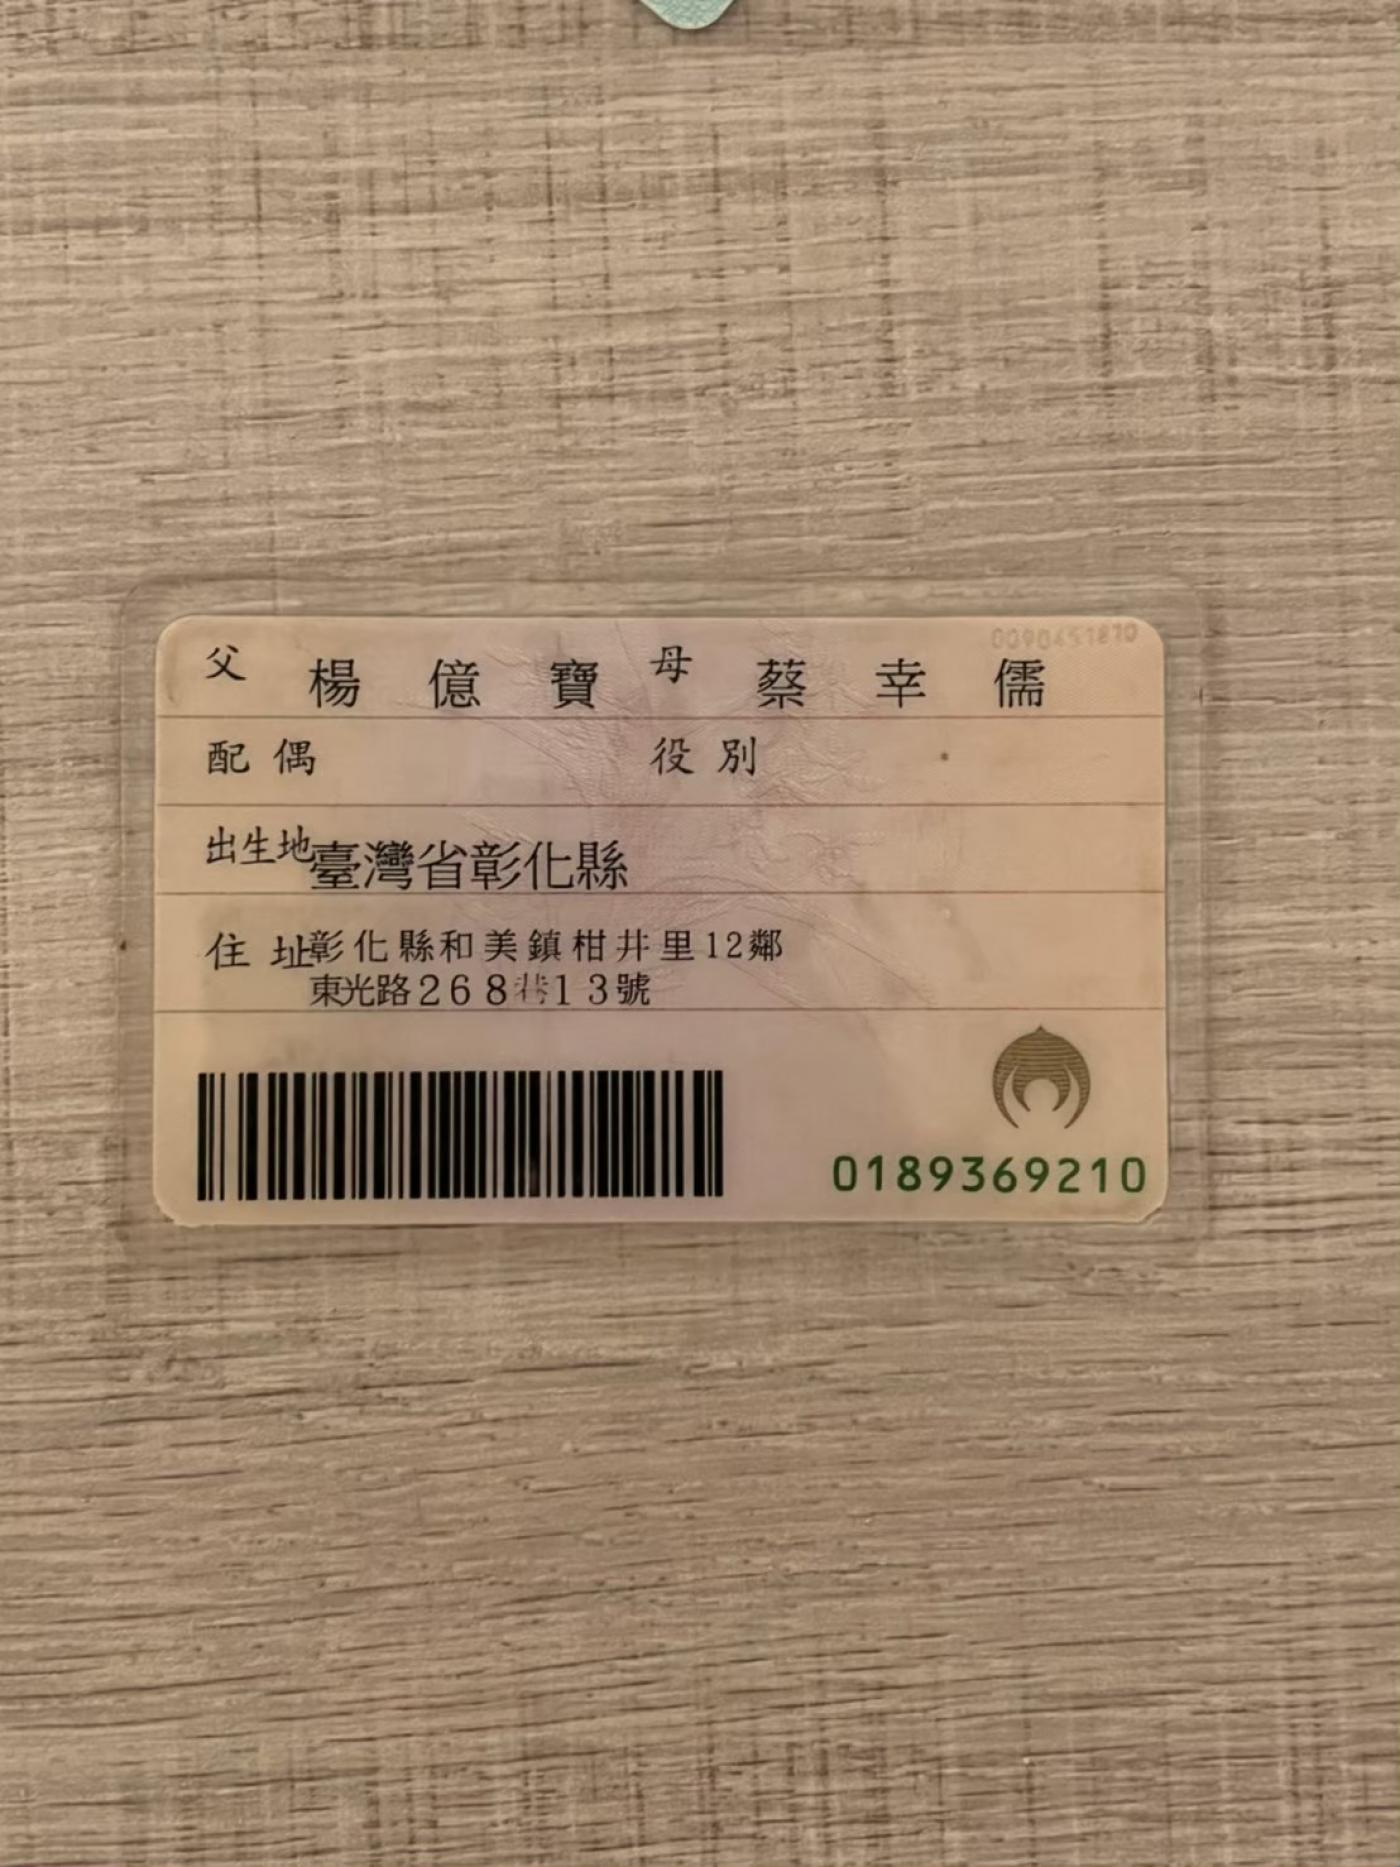 父 楊億寶 母 蔡幸儒
配偶 役別
出生地 臺灣省彰化縣
住址 彰化縣和美鎮柑井里12鄰
東光路268巷13號
0189369210